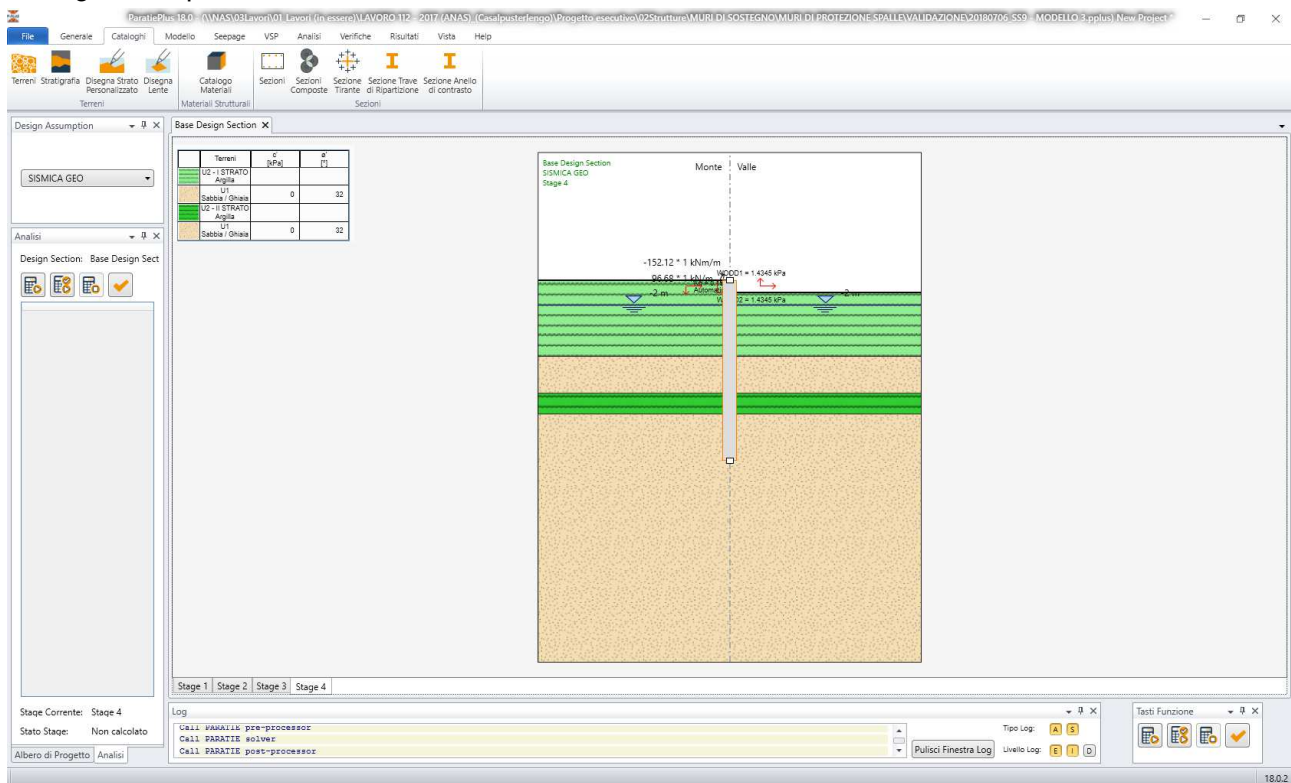 ParatiePlus 18.0 - (\\NAS\03Lavori\01_Lavori (in essere)\LAVORO 112 - 2017 (ANAS)_(Casalpusterlengo)\Progetto esecutivo\02Strutture\MURI DI SOSTEGNO\MURI DI PROTEZIONE SPALLE\VALIDAZIONE\20180706_SS9 - MODELLO 3.pplus) New Project
File Generale Cataloghi Modello Seepage VSP Analisi Verifiche Risultati Vista Help
Terreni Stratigrafia Disegna Strato Disegna Catalogo Sezioni Sezioni Sezione Sezione Trave Sezione Anello
Personalizzato Lente Materiali Composte Tirante di Ripartizione di contrasto
Terreni Materiali Strutturali Sezioni
Design Assumption
Base Design Section
SISMICA GEO
Terreni c' ø'
[kPa] [°]
U2 - I STRATO
Argilla
U1
Sabbia / Ghiaia 0 32
U2 - II STRATO
Argilla
U1
Sabbia / Ghiaia 0 32
Base Design Section
SISMICA GEO
Stage 4
Monte Valle
-152.12 * 1 kNm/m
WOOD1 = 1.4345 kPa
96.68 * 1 kN/m
-2 m
= 1.4345 kPa
-2 m
Analisi
Design Section: Base Design Sect
Stage 1 Stage 2 Stage 3 Stage 4
Stage Corrente: Stage 4
Stato Stage: Non calcolato
Albero di Progetto Analisi
Log
Call PARATIE pre-processor
Call PARATIE solver
Call PARATIE post-processor
Pulisci Finestra Log
Tipo Log: A S
Livello Log: E I D
Tasti Funzione
18.0.2